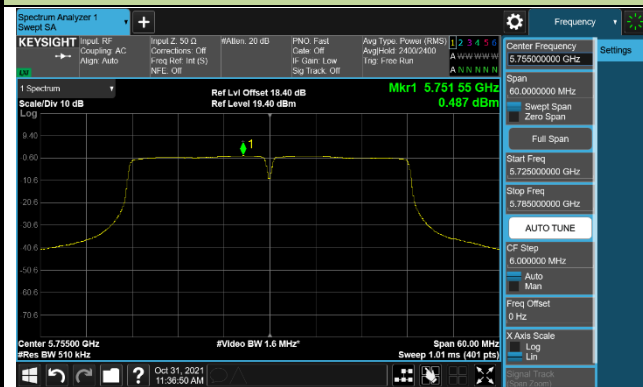 Spectrum Analyzer 1
Swept SA
Frequency
KEYSIGHT
Input: RF
Coupling: AC
Align: Auto
Input Z: 50 Ω
Corrections: Off
Freq Ref: Int (S)
NFE: Off
#Atten: 20 dB
PNO: Fast
Gate: Off
IF Gain: Low
Sig Track: Off
Avg Type: Power (RMS)
Avg|Hold: 2400/2400
Trig: Free Run
1 2 3 4 5 6
A W W W W W
A N N N N N
1 Spectrum
Scale/Div 10 dB
Log
Ref Lvl Offset 18.40 dB
Ref Level 19.40 dBm
Mkr1 5.751 55 GHz
0.487 dBm
1
9.40
-0.60
-10.6
-20.6
-30.6
-40.6
-50.6
-60.6
-70.6
Center 5.75500 GHz
#Res BW 510 kHz
#Video BW 1.6 MHz*
Span 60.00 MHz
Sweep 1.01 ms (401 pts)
Oct 31, 2021
11:36:50 AM
Center Frequency
5.755000000 GHz
Settings
Span
60.0000000 MHz
Swept Span
Zero Span
Full Span
Start Freq
5.725000000 GHz
Stop Freq
5.785000000 GHz
AUTO TUNE
CF Step
6.000000 MHz
Auto
Man
Freq Offset
0 Hz
X Axis Scale
Log
Lin
Signal Track
(Span Zoom)